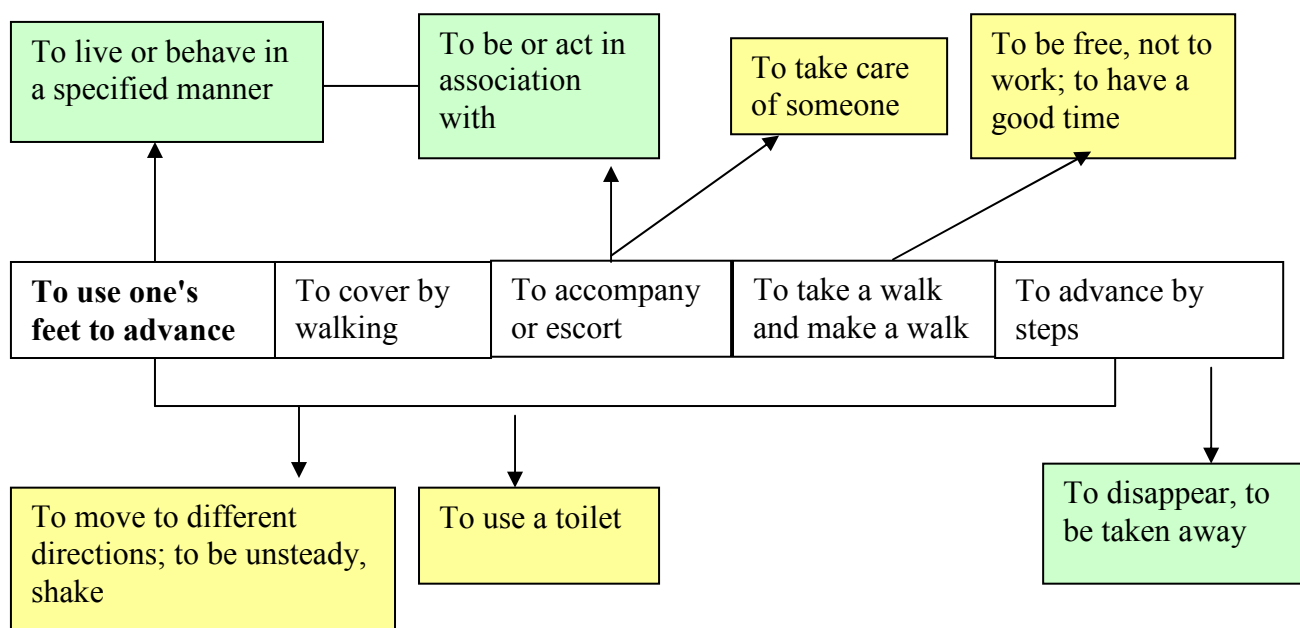 To live or behave in
a specified manner
To be or act in
association
with
To take care
of someone
To be free, not to
work; to have a
good time
To use one's
feet to advance
To cover by
walking
To accompany
or escort
To take a walk
and make a walk
To advance by
steps
To move to different
directions; to be unsteady,
shake
To use a toilet
To disappear, to
be taken away